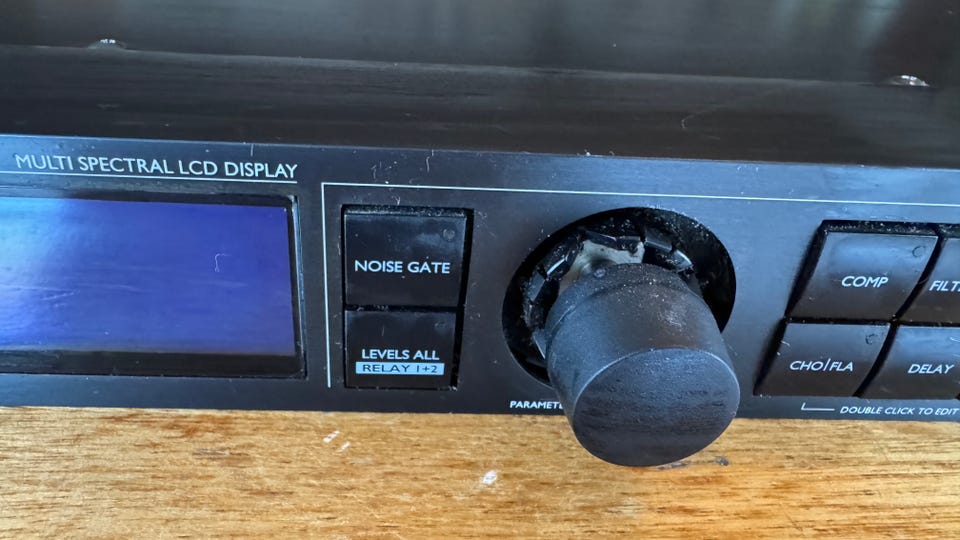 MULTI SPECTRAL LCD DISPLAY
NOISE GATE
LEVELS ALL
RELAY 1+2
COMP
CHO/FLA
DELAY
DOUBLE CLICK TO EDIT